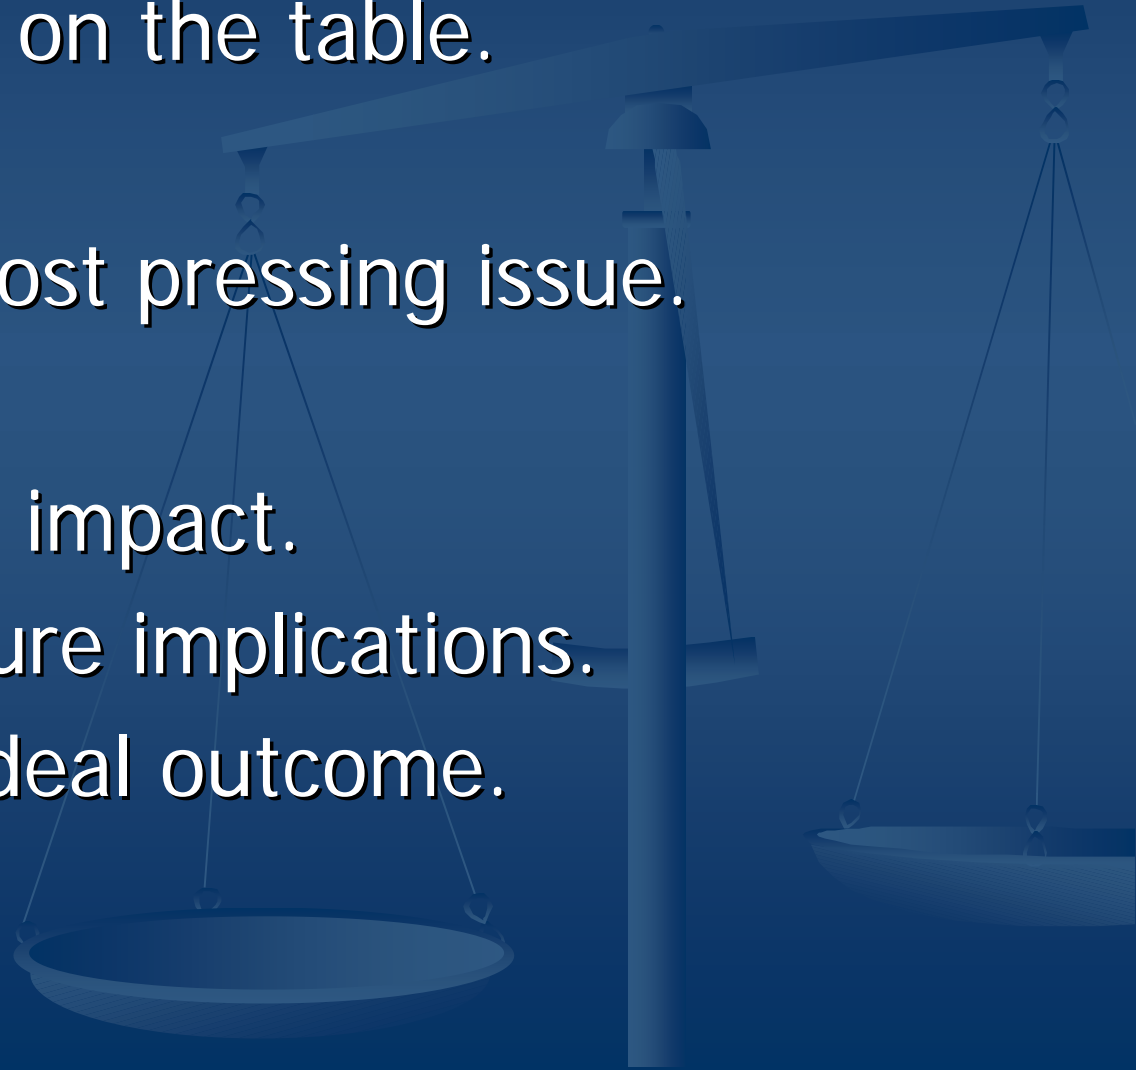 on the table.
ost pressing issue.
impact.
ure implications.
deal outcome.